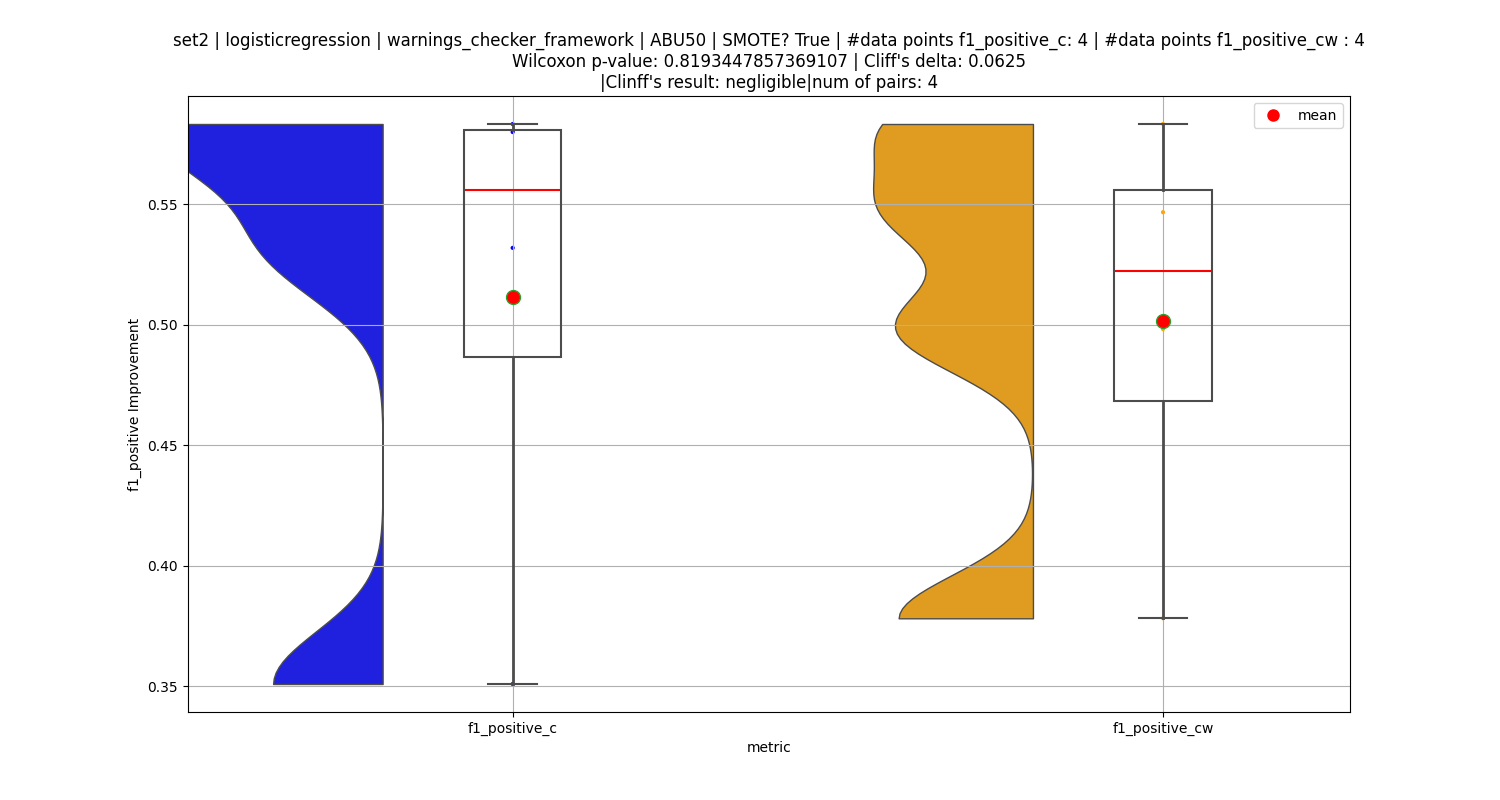 set2 | logisticregression | warnings_checker_framework | ABU50 | SMOTE? True | #data points f1_positive_c: 4 | #data points f1_positive_cw : 4
Wilcoxon p-value: 0.8193447857369107 | Cliff's delta: 0.0625
|Clinff's result: negligible|num of pairs: 4
mean
f1_positive Improvement
0.55
0.50
0.45
0.40
0.35
f1_positive_c
f1_positive_cw
metric